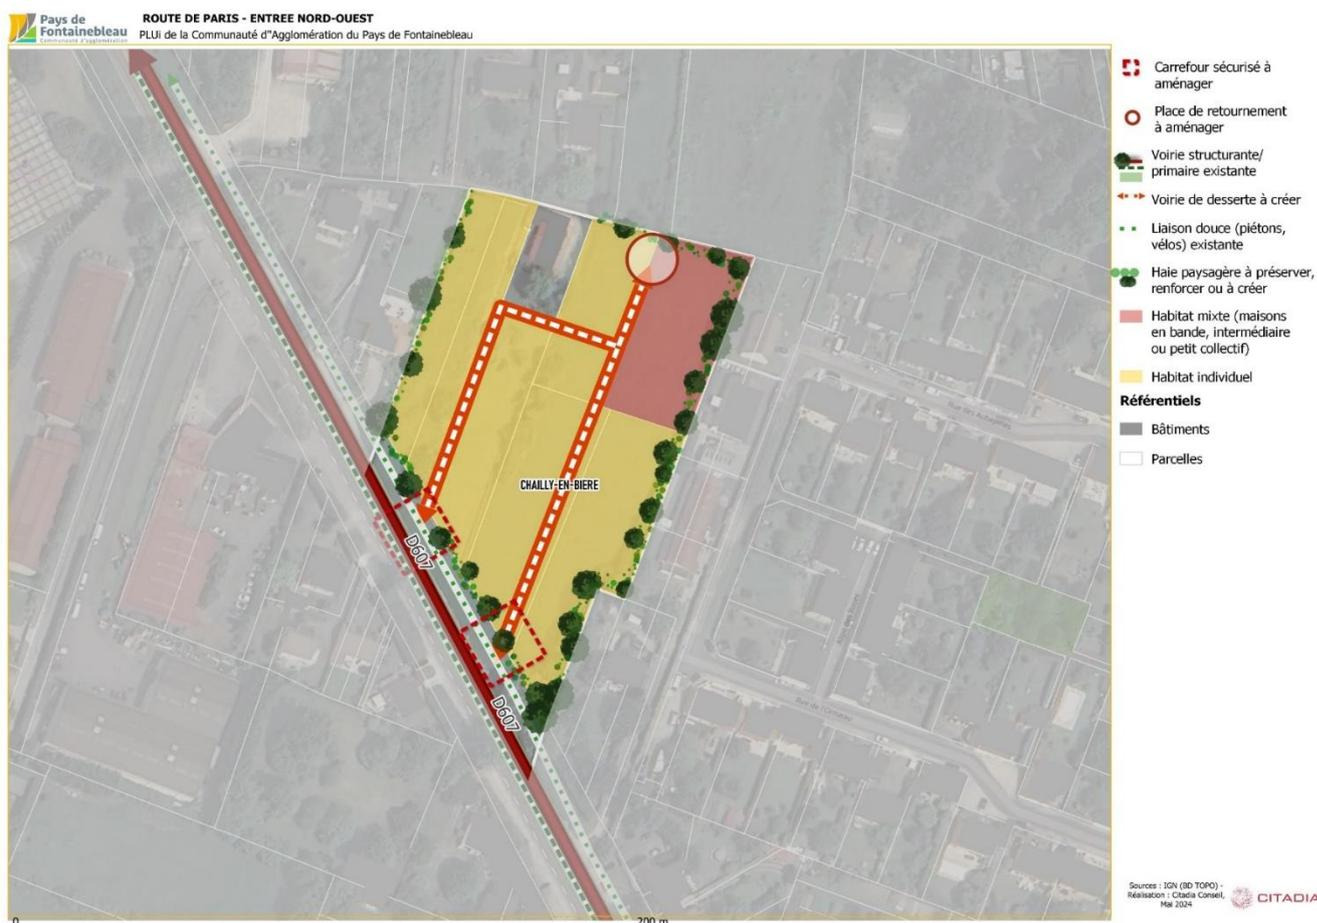 Pays de
Fontainebleau
Communauté d'agglomération
ROUTE DE PARIS - ENTREE NORD-OUEST
PLUi de la Communauté d"Agglomération du Pays de Fontainebleau
Carrefour sécurisé à
aménager
Place de retournement
à aménager
Voirie structurante/
primaire existante
Voirie de desserte à créer
Liaison douce (piétons,
vélos) existante
Haie paysagère à préserver,
renforcer ou à créer
Habitat mixte (maisons
en bande, intermédiaire
ou petit collectif)
Habitat individuel
Référentiels
Bâtiments
Parcelles
CHAILLY-EN-BIERE
D607
D607
Rue de l'Ormeau
0
200 m
Sources : IGN (BD TOPO) -
Réalisation : Citadia Conseil,
Mai 2024
CITADIA